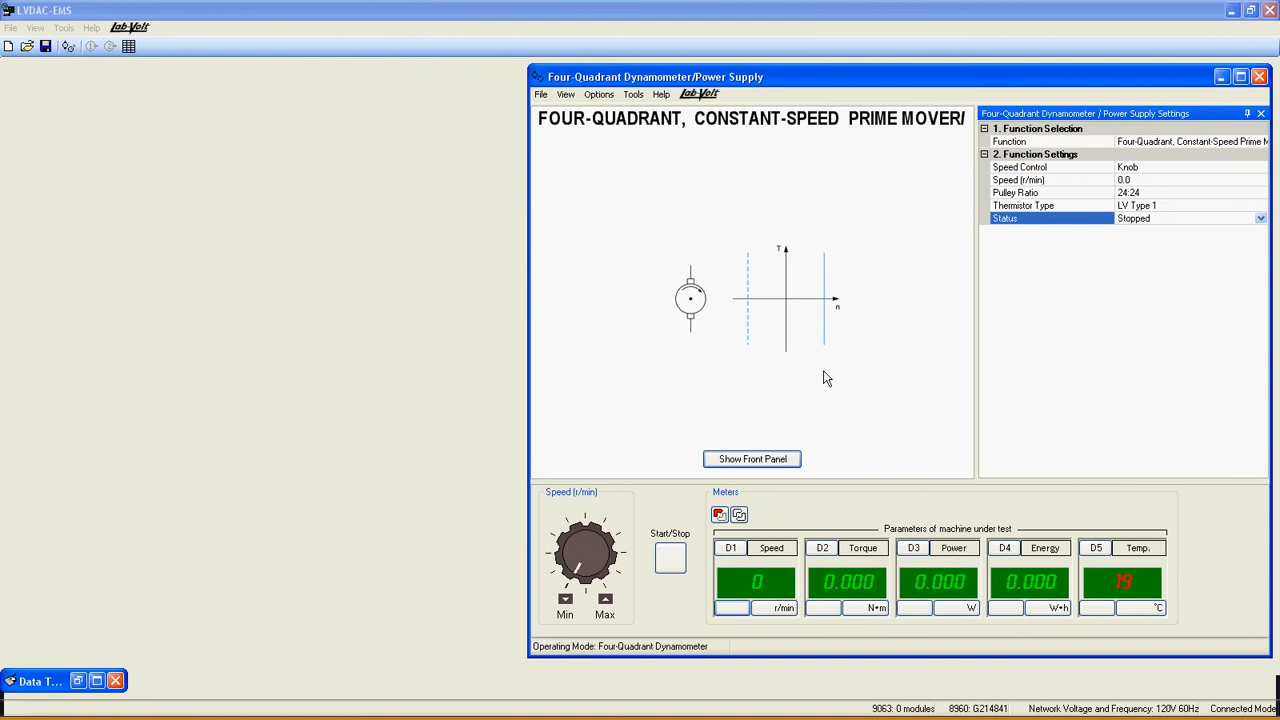 LVDAC-EMS
File View Tools Help Lab-Volt
Four-Quadrant Dynamometer/Power Supply
File View Options Tools Help Lab-Volt
FOUR-QUADRANT, CONSTANT-SPEED PRIME MOVER/
T
n
Show Front Panel
Four-Quadrant Dynamometer / Power Supply Settings
1. Function Selection
Function Four-Quadrant, Constant-Speed Prime M
2. Function Settings
Speed Control Knob
Speed (r/min) 0.0
Pulley Ratio 24:24
Thermistor Type LV Type 1
Status Stopped
Speed (r/min)
Min Max
Start/Stop
Meters
Parameters of machine under test
D1 Speed D2 Torque D3 Power D4 Energy D5 Temp.
0 0.000 0.000 0.000 19
r/min N•m W W•h °C
Operating Mode: Four-Quadrant Dynamometer
Data T...
9063: 0 modules 8960: G214841 Network Voltage and Frequency: 120V 60Hz Connected Mode